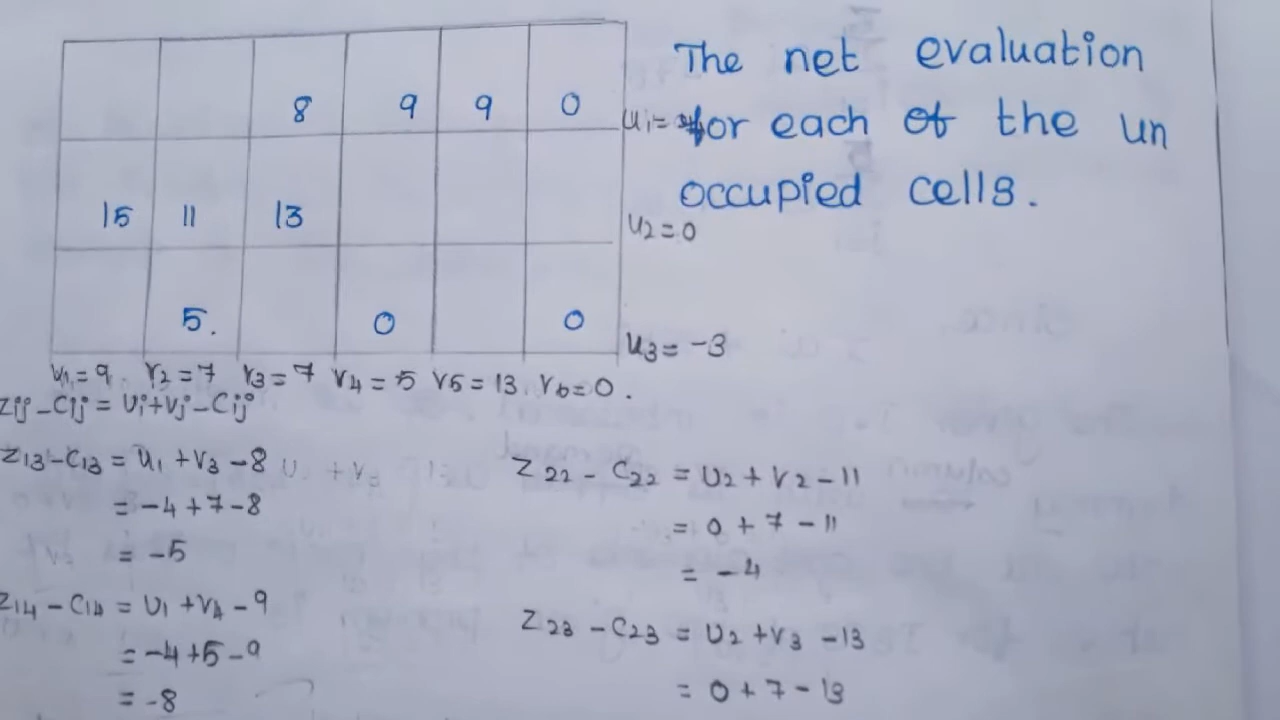 The net evaluation
8 9 9 0
for each of the un
15 11 13
occupied cells.
U2 = 0
5. 0 0
U3 = -3
V1 = 9 V2 = 7 V3 = 7 V4 = 5 V5 = 13. V6 = 0.
Zij - Cij = Ui + Vj - Cij
Z13 - C13 = U1 + V3 - 8
= -4 + 7 - 8
= -5
Z14 - C14 = U1 + V4 - 9
= -4 + 5 - 9
= -8
Z22 - C22 = U2 + V2 - 11
= 0 + 7 - 11
= -4
Z23 - C23 = U2 + V3 - 13
= 0 + 7 - 13